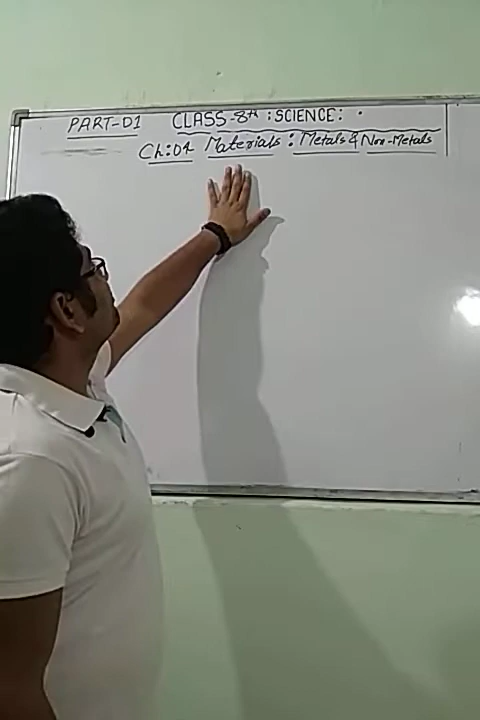 PART-01 CLASS-8th : SCIENCE:
Ch:04 Materials : Metals & Non-Metals